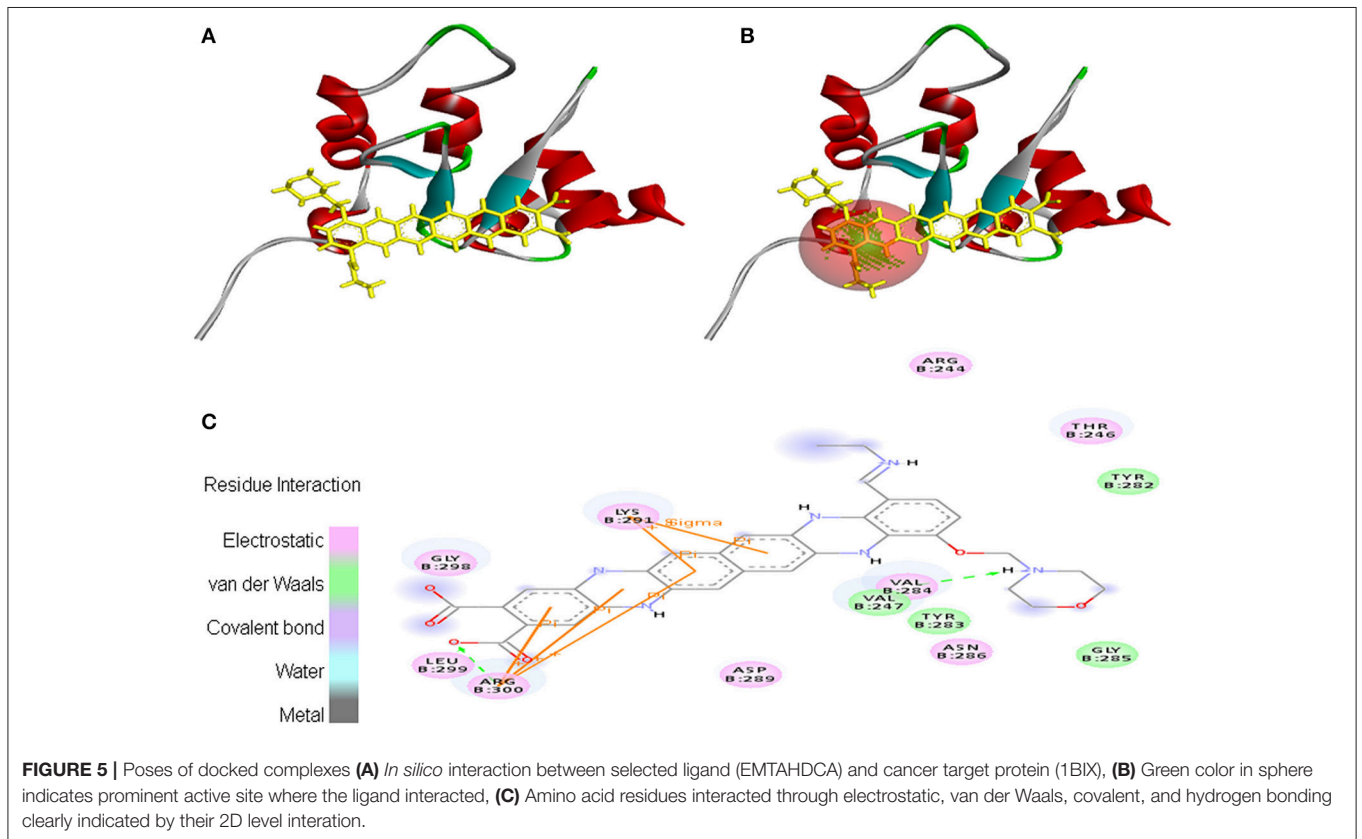 A
B
ARG
B:244
C
THR
B:246
Residue Interaction
TYR
B:282
N
H
LYS
B:291
+ Sigma
H
N
Pi
Electrostatic
GLY
B:298
Pi
N
N
H
O
H
N
VAL
B:284
van der Waals
O
O
Pi
N
H
Pi
Pi
VAL
B:247
TYR
B:283
O
Covalent bond
O
O
LEU
B:299
ARG
B:300
+
+
ASP
B:289
ASN
B:286
GLY
B:285
Water
Metal
FIGURE 5 | Poses of docked complexes (A) In silico interaction between selected ligand (EMTAHDCA) and cancer target protein (1BIX), (B) Green color in sphere
indicates prominent active site where the ligand interacted, (C) Amino acid residues interacted through electrostatic, van der Waals, covalent, and hydrogen bonding
clearly indicated by their 2D level interation.